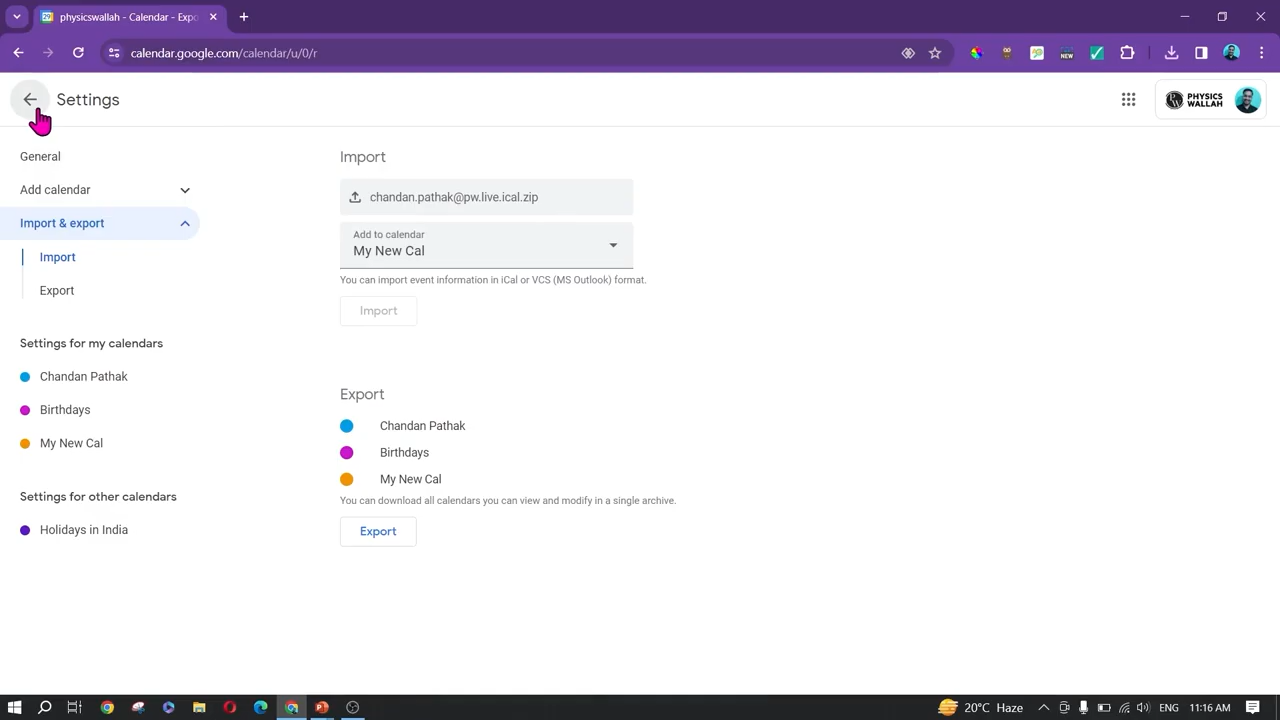 physicswallah - Calendar - Expo
calendar.google.com/calendar/u/0/r
NEW
Settings
PHYSICS
WALLAH
General
Add calendar
Import & export
Import
Export
Settings for my calendars
Chandan Pathak
Birthdays
My New Cal
Settings for other calendars
Holidays in India
Import
chandan.pathak@pw.live.ical.zip
Add to calendar
My New Cal
You can import event information in iCal or VCS (MS Outlook) format.
Import
Export
Chandan Pathak
Birthdays
My New Cal
You can download all calendars you can view and modify in a single archive.
Export
20°C Haze
ENG
11:16 AM